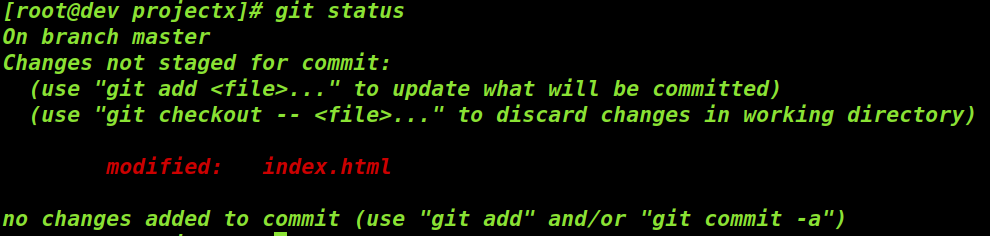 [root@dev projectx]# git status
On branch master
Changes not staged for commit:
  (use "git add <file>..." to update what will be committed)
  (use "git checkout -- <file>..." to discard changes in working directory)

        modified:   index.html

no changes added to commit (use "git add" and/or "git commit -a")